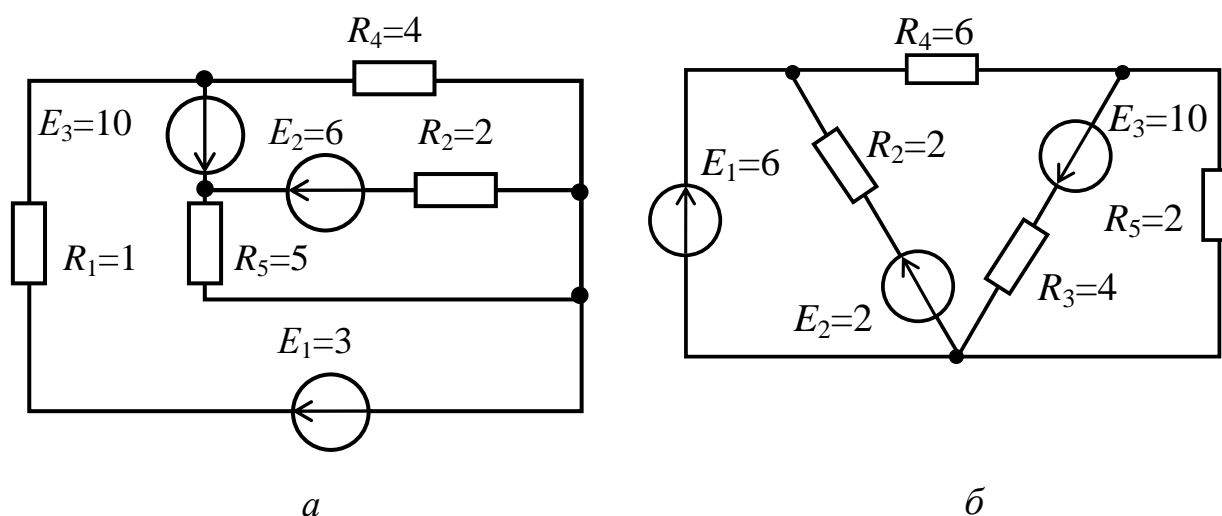 R4=4
E3=10
E2=6
R2=2
R1=1
R5=5
E1=3
а
R4=6
E3=10
R2=2
E1=6
R5=2
R3=4
E2=2
б